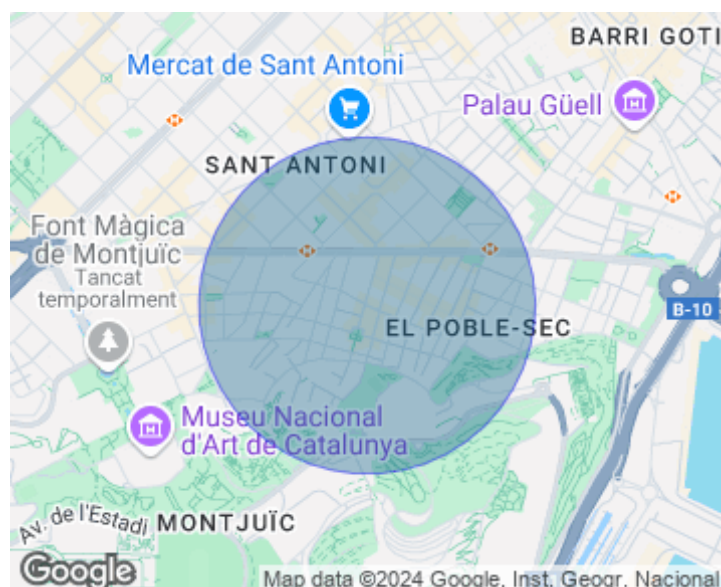 BARRI GOTI
Mercat de Sant Antoni
Palau Güell
SANT ANTONI
Font Màgica
de Montjuïc
Tancat
temporalment
B-10
EL POBLE-SEC
Museu Nacional
d'Art de Catalunya
Av. de l'Estadi
MONTJUÏC
Google
Map data ©2024 Google, Inst. Geogr. Nacional